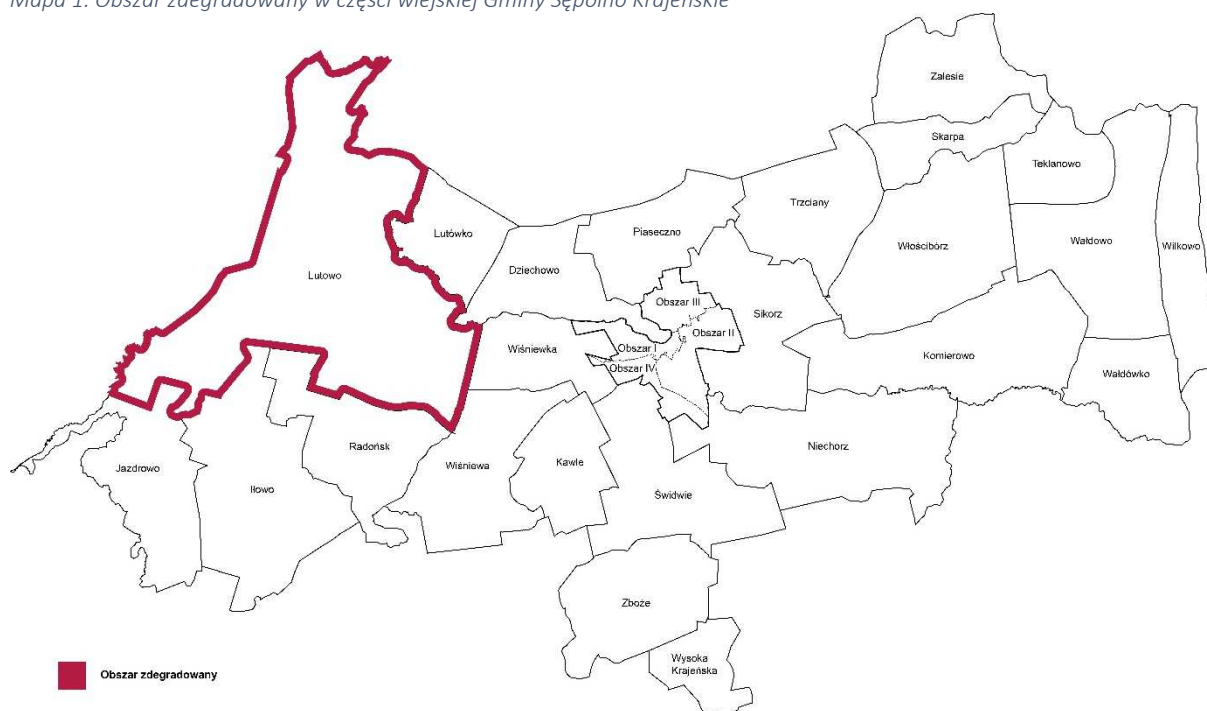 Mapa 1. Obszar zdegradowany w części wiejskiej Gminy Sępólno Krajeńskie
Zalesie
Skarpa
Teklanowo
Trzciany
Lutówko
Piaseczno
Włościbórz
Wałdowo
Wilkowo
Dziechowo
Lutowo
Obszar III
Sikorz
Obszar II
Wiśniewka
Obszar I
Komierowo
Obszar IV
Wałdówko
Radońsk
Niechorz
Jazdrowo
Wiśniewa
Kawle
Iłowo
Świdwie
Zboże
Wysoka
Krajeńska
Obszar zdegradowany